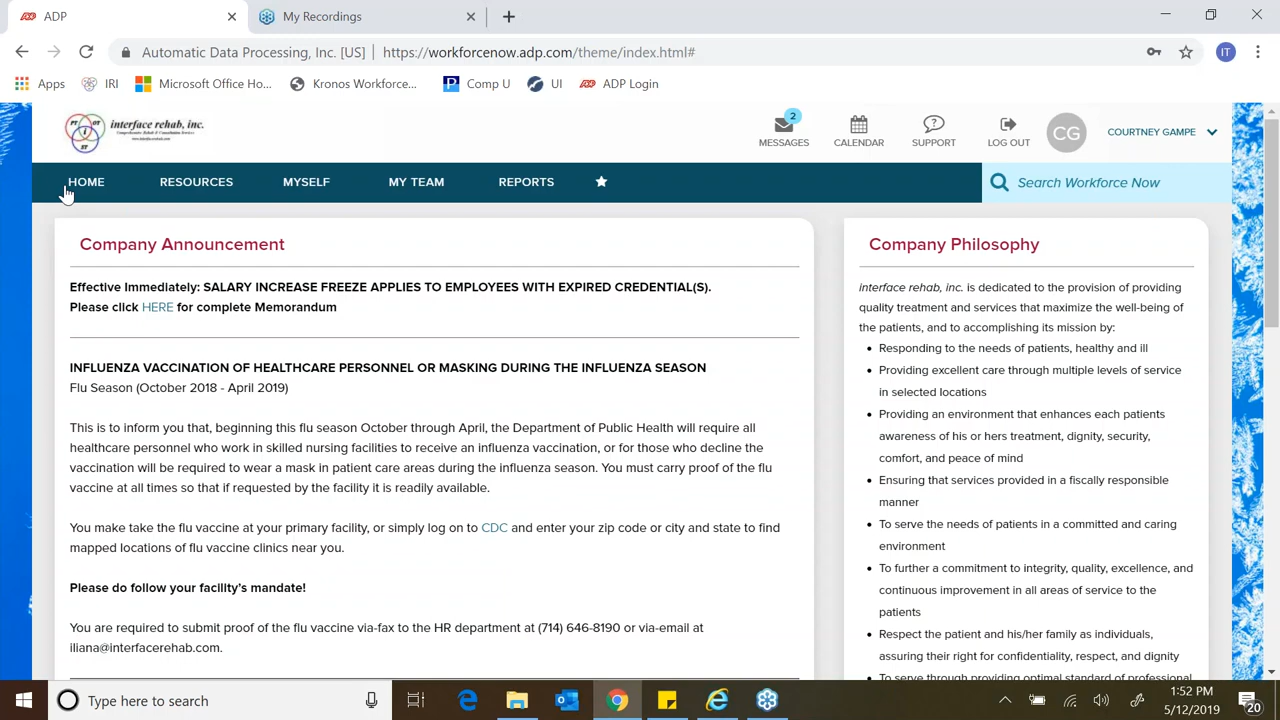 ADP
My Recordings
Automatic Data Processing, Inc. [US] | https://workforcenow.adp.com/theme/index.html#
IT
Apps IRI Microsoft Office Ho... Kronos Workforce... Comp U UI ADP Login
PT OT ST
interface rehab, inc.
2
MESSAGES CALENDAR SUPPORT LOG OUT CG COURTNEY GAMPE
HOME RESOURCES MYSELF MY TEAM REPORTS Search Workforce Now
Company Announcement
Effective Immediately: SALARY INCREASE FREEZE APPLIES TO EMPLOYEES WITH EXPIRED CREDENTIAL(S).
Please click HERE for complete Memorandum
INFLUENZA VACCINATION OF HEALTHCARE PERSONNEL OR MASKING DURING THE INFLUENZA SEASON
Flu Season (October 2018 - April 2019)
This is to inform you that, beginning this flu season October through April, the Department of Public Health will require all
healthcare personnel who work in skilled nursing facilities to receive an influenza vaccination, or for those who decline the
vaccination will be required to wear a mask in patient care areas during the influenza season. You must carry proof of the flu
vaccine at all times so that if requested by the facility it is readily available.
You make take the flu vaccine at your primary facility, or simply log on to CDC and enter your zip code or city and state to find
mapped locations of flu vaccine clinics near you.
Please do follow your facility's mandate!
You are required to submit proof of the flu vaccine via-fax to the HR department at (714) 646-8190 or via-email at
iliana@interfacerehab.com.
Company Philosophy
interface rehab, inc. is dedicated to the provision of providing
quality treatment and services that maximize the well-being of
the patients, and to accomplishing its mission by:
• Responding to the needs of patients, healthy and ill
• Providing excellent care through multiple levels of service
in selected locations
• Providing an environment that enhances each patients
awareness of his or hers treatment, dignity, security,
comfort, and peace of mind
• Ensuring that services provided in a fiscally responsible
manner
• To serve the needs of patients in a committed and caring
environment
• To further a commitment to integrity, quality, excellence, and
continuous improvement in all areas of service to the
patients
• Respect the patient and his/her family as individuals,
assuring their right for confidentiality, respect, and dignity
• To serve through providing optimal standard of professional
Type here to search
1:52 PM
5/12/2019
20